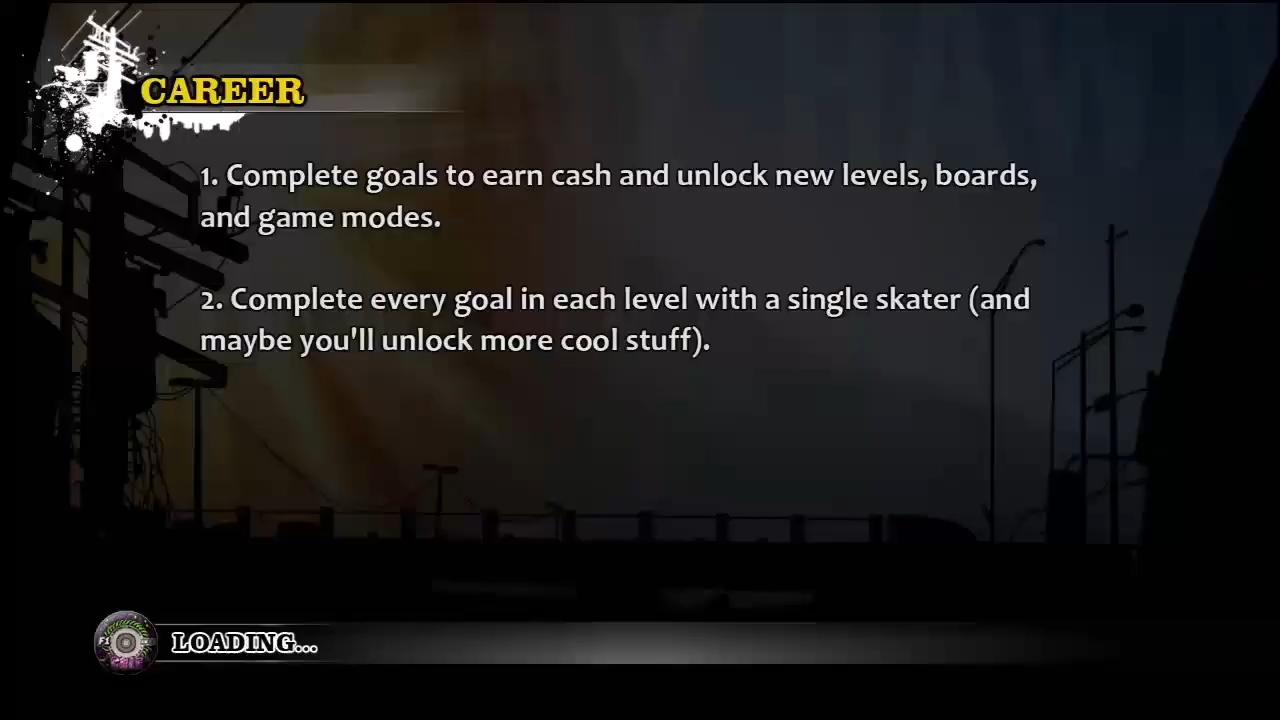 CAREER
1. Complete goals to earn cash and unlock new levels, boards,
and game modes.
2. Complete every goal in each level with a single skater (and
maybe you'll unlock more cool stuff).
LOADING...